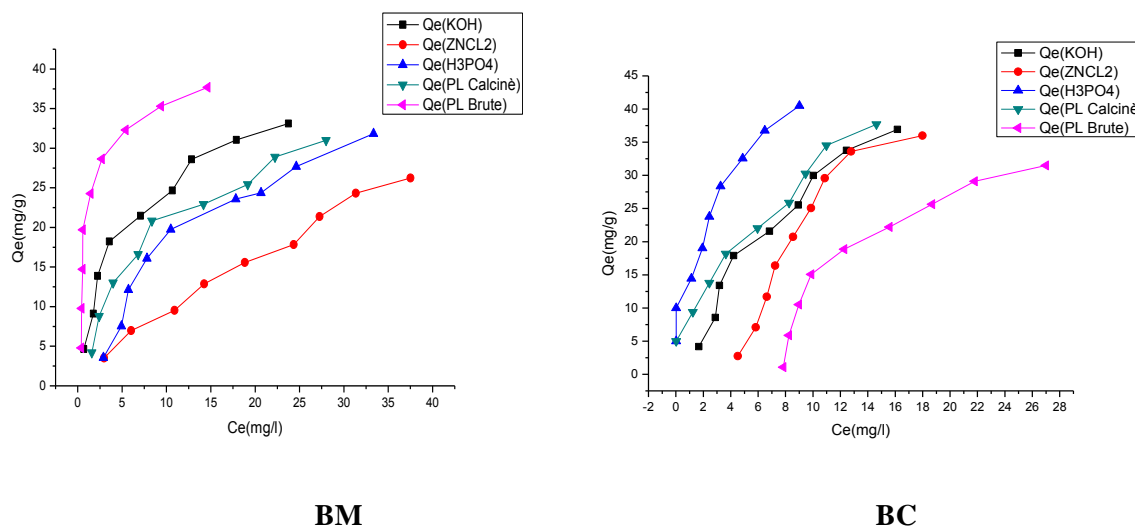 Qe(KOH)
Qe(ZNCL2)
Qe(H3PO4)
Qe(PL Calcinè)
Qe(PL Brute)
Qe(mg/g)
40
35
30
25
20
15
10
5
0
0 5 10 15 20 25 30 35 40
Ce(mg/l)
BM
Qe(KOH)
Qe(ZNCL2)
Qe(H3PO4)
Qe(PL Calcinè
Qe(PL Brute)
Qe(mg/g)
45
40
35
30
25
20
15
10
5
0
-2 0 2 4 6 8 10 12 14 16 18 20 22 24 26 28
Ce(mg/l)
BC